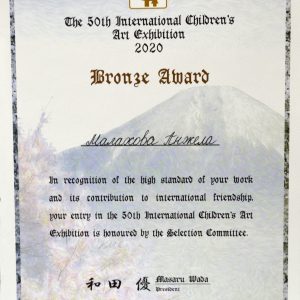 The 50th International Children's
Art Exhibition
2020
Bronze Award
Малахова Анжела
In recognition of the high standard of your work
and its contribution to international friendship,
your entry in the 50th International Children's Art
Exhibition is honoured by the Selection Committee.
和田 優 Masaru Wada
President